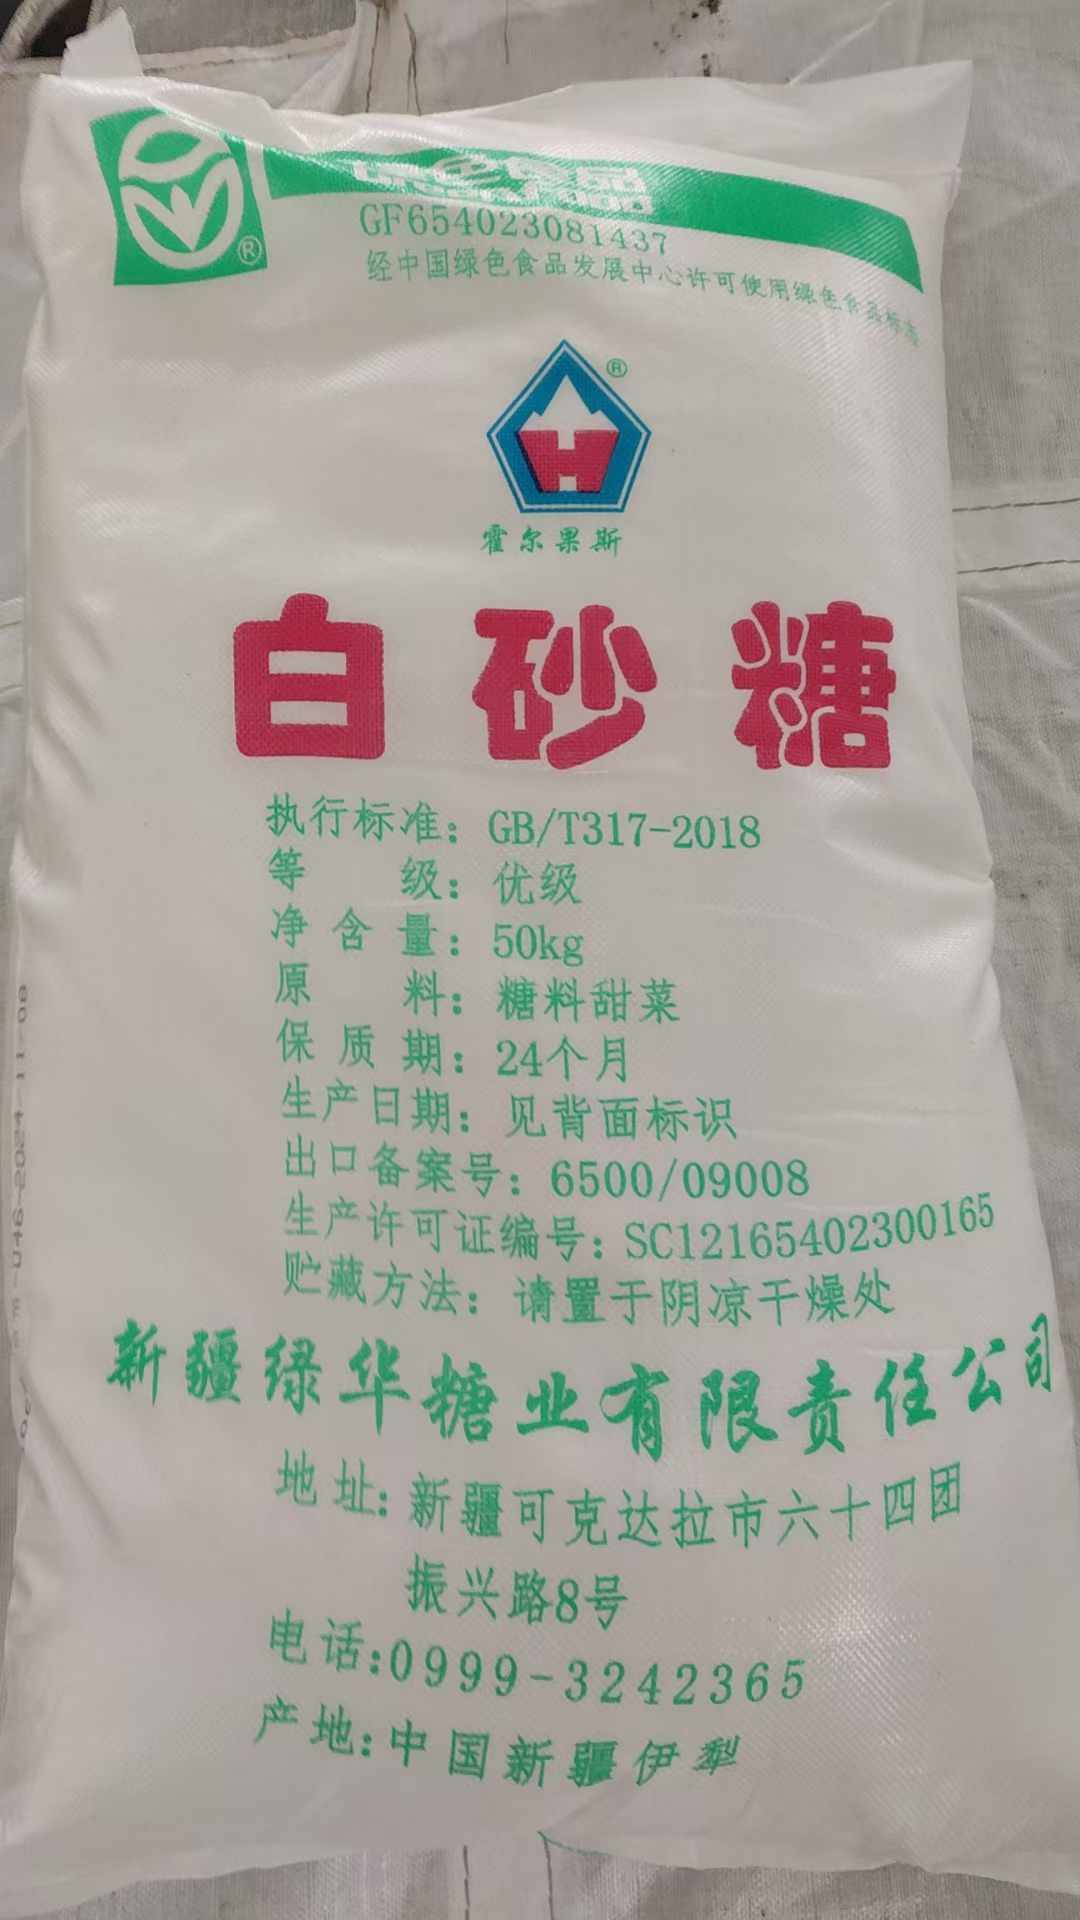 绿色食品
Green Food
GF654023081437
经中国绿色食品发展中心许可使用绿色食品标志
®
®
霍尔果斯
白砂糖
执行标准：GB/T317-2018
等级：优级
净含量：50kg
原料：糖料甜菜
保质期：24个月
生产日期：见背面标识
出口备案号：6500/09008
生产许可证编号：SC12165402300165
贮藏方法：请置于阴凉干燥处
新疆绿华糖业有限责任公司
地址：新疆可克达拉市六十四团
振兴路8号
电话：0999-3242365
产地：中国新疆伊犁